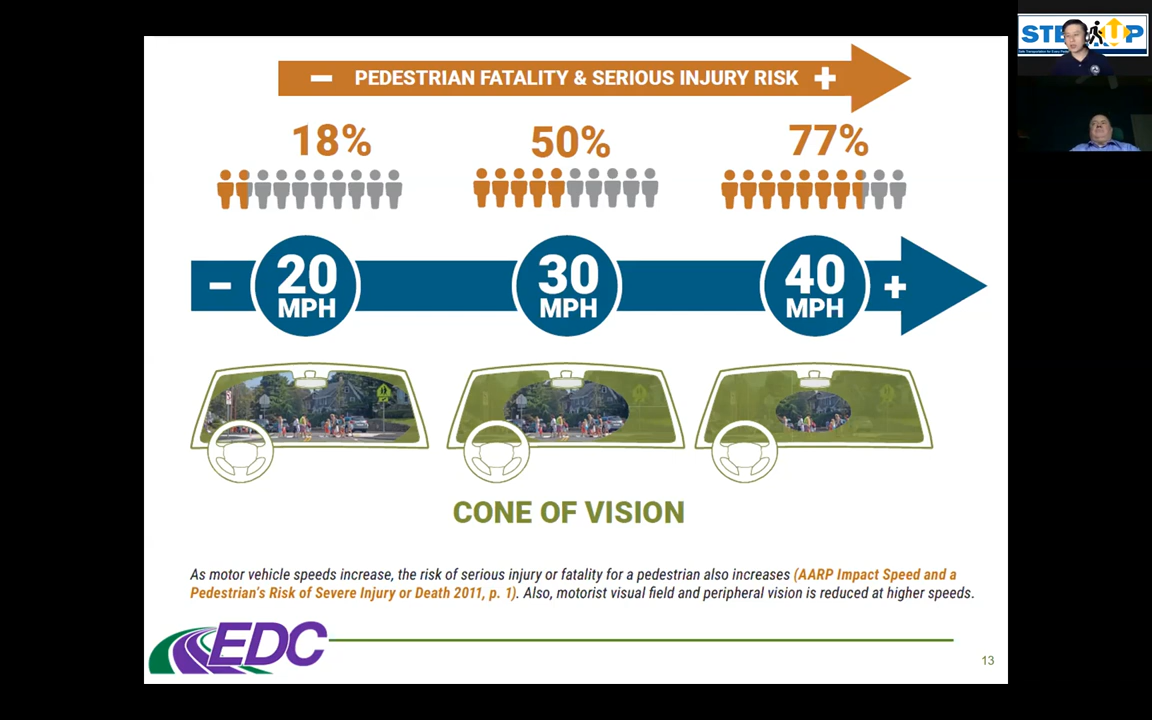 − PEDESTRIAN FATALITY & SERIOUS INJURY RISK +
18%
50%
77%
− 20 MPH
30 MPH
40 MPH +
CONE OF VISION
As motor vehicle speeds increase, the risk of serious injury or fatality for a pedestrian also increases (AARP Impact Speed and a
Pedestrian's Risk of Severe Injury or Death 2011, p. 1). Also, motorist visual field and peripheral vision is reduced at higher speeds.
EDC
13
UP